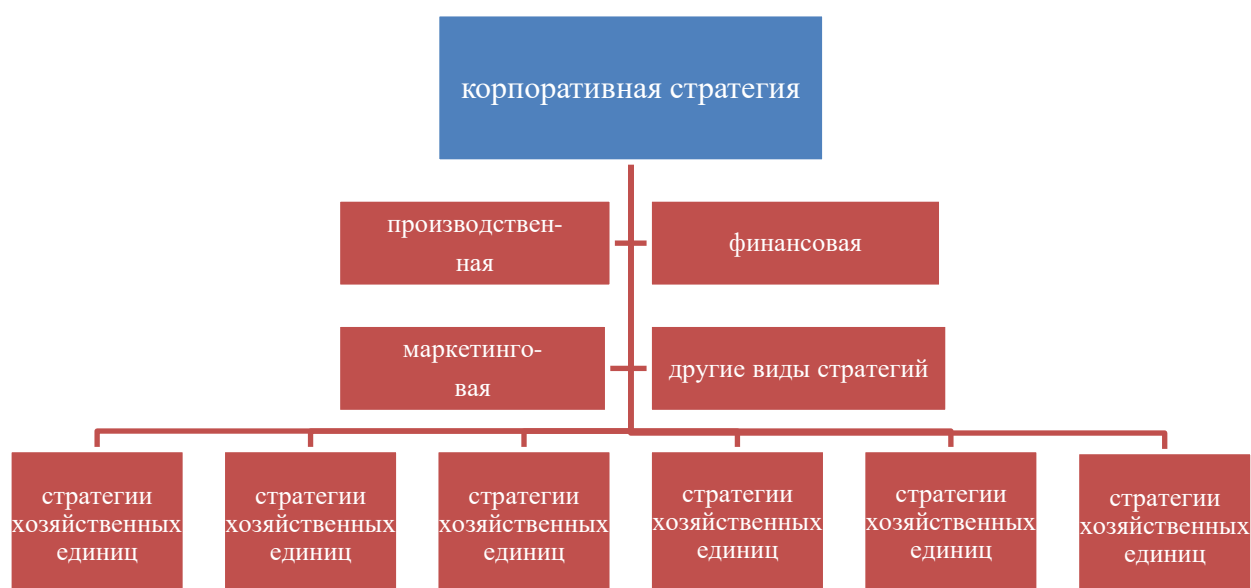 корпоративная стратегия
производствен-
ная
финансовая
маркетинго-
вая
другие виды стратегий
стратегии
хозяйственных
единиц
стратегии
хозяйственных
единиц
стратегии
хозяйственных
единиц
стратегии
хозяйственных
единиц
стратегии
хозяйственных
единиц
стратегии
хозяйственных
единиц